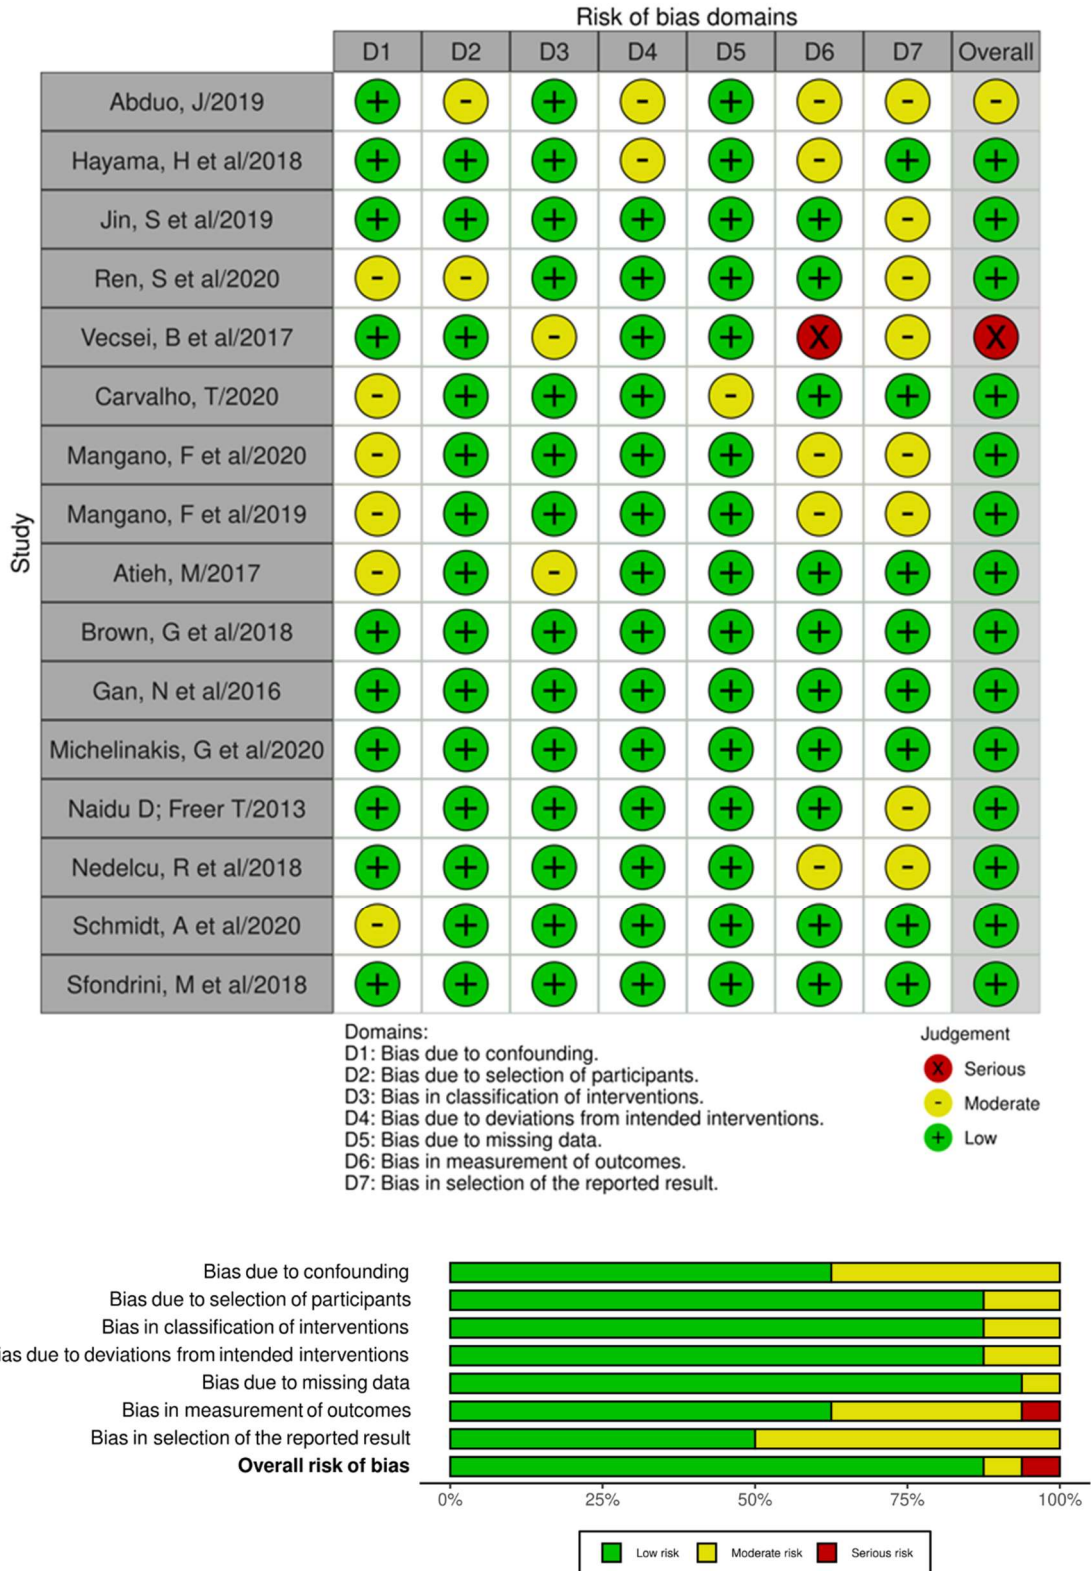 Risk of bias domains
D1 D2 D3 D4 D5 D6 D7 Overall
Study
Abduo, J/2019 + - + - + - - -
Hayama, H et al/2018 + + + - + - + +
Jin, S et al/2019 + + + + + + - +
Ren, S et al/2020 - - + + + + - +
Vecsei, B et al/2017 + + - + + X - X
Carvalho, T/2020 - + + + - + + +
Mangano, F et al/2020 - + + + + - - +
Mangano, F et al/2019 - + + + + - - +
Atieh, M/2017 - + - + + + + +
Brown, G et al/2018 + + + + + + + +
Gan, N et al/2016 + + + + + + + +
Michelinakis, G et al/2020 + + + + + + + +
Naidu D; Freer T/2013 + + + + + + - +
Nedelcu, R et al/2018 + + + + + - - +
Schmidt, A et al/2020 - + + + + + + +
Sfondrini, M et al/2018 + + + + + + + +
Domains:
D1: Bias due to confounding.
D2: Bias due to selection of participants.
D3: Bias in classification of interventions.
D4: Bias due to deviations from intended interventions.
D5: Bias due to missing data.
D6: Bias in measurement of outcomes.
D7: Bias in selection of the reported result.
Judgement
X Serious
- Moderate
+ Low
Bias due to confounding
Bias due to selection of participants
Bias in classification of interventions
ias due to deviations from intended interventions
Bias due to missing data
Bias in measurement of outcomes
Bias in selection of the reported result
Overall risk of bias
0% 25% 50% 75% 100%
Low risk Moderate risk Serious risk